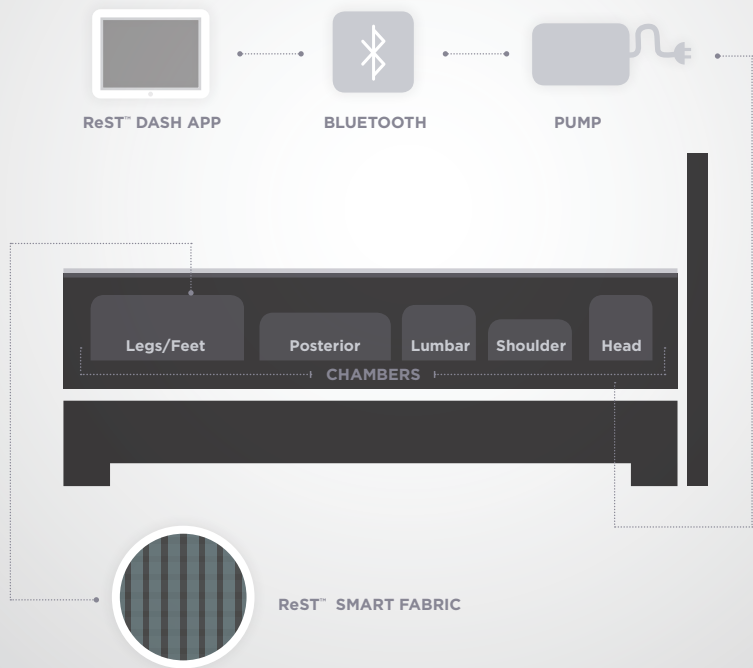 ReST™ DASH APP
BLUETOOTH
PUMP
Legs/Feet
Posterior
Lumbar
Shoulder
Head
CHAMBERS
ReST™ SMART FABRIC